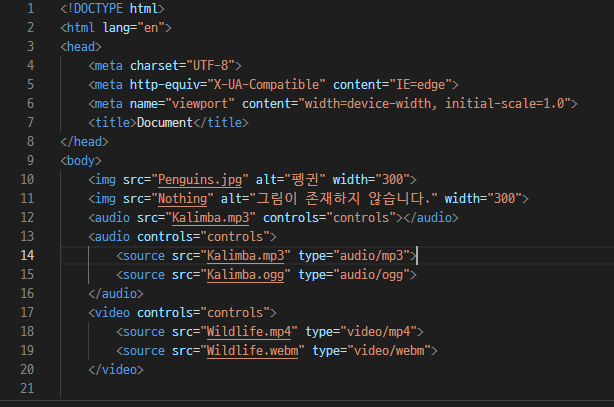 1 <!DOCTYPE html>
2 <html lang="en">
3 <head>
4 <meta charset="UTF-8">
5 <meta http-equiv="X-UA-Compatible" content="IE=edge">
6 <meta name="viewport" content="width=device-width, initial-scale=1.0">
7 <title>Document</title>
8 </head>
9 <body>
10 <img src="Penguins.jpg" alt="펭귄" width="300">
11 <img src="Nothing" alt="그림이 존재하지 않습니다." width="300">
12 <audio src="Kalimba.mp3" controls="controls"></audio>
13 <audio controls="controls">
14 <source src="Kalimba.mp3" type="audio/mp3">
15 <source src="Kalimba.ogg" type="audio/ogg">
16 </audio>
17 <video controls="controls">
18 <source src="Wildlife.mp4" type="video/mp4">
19 <source src="Wildlife.webm" type="video/webm">
20 </video>
21